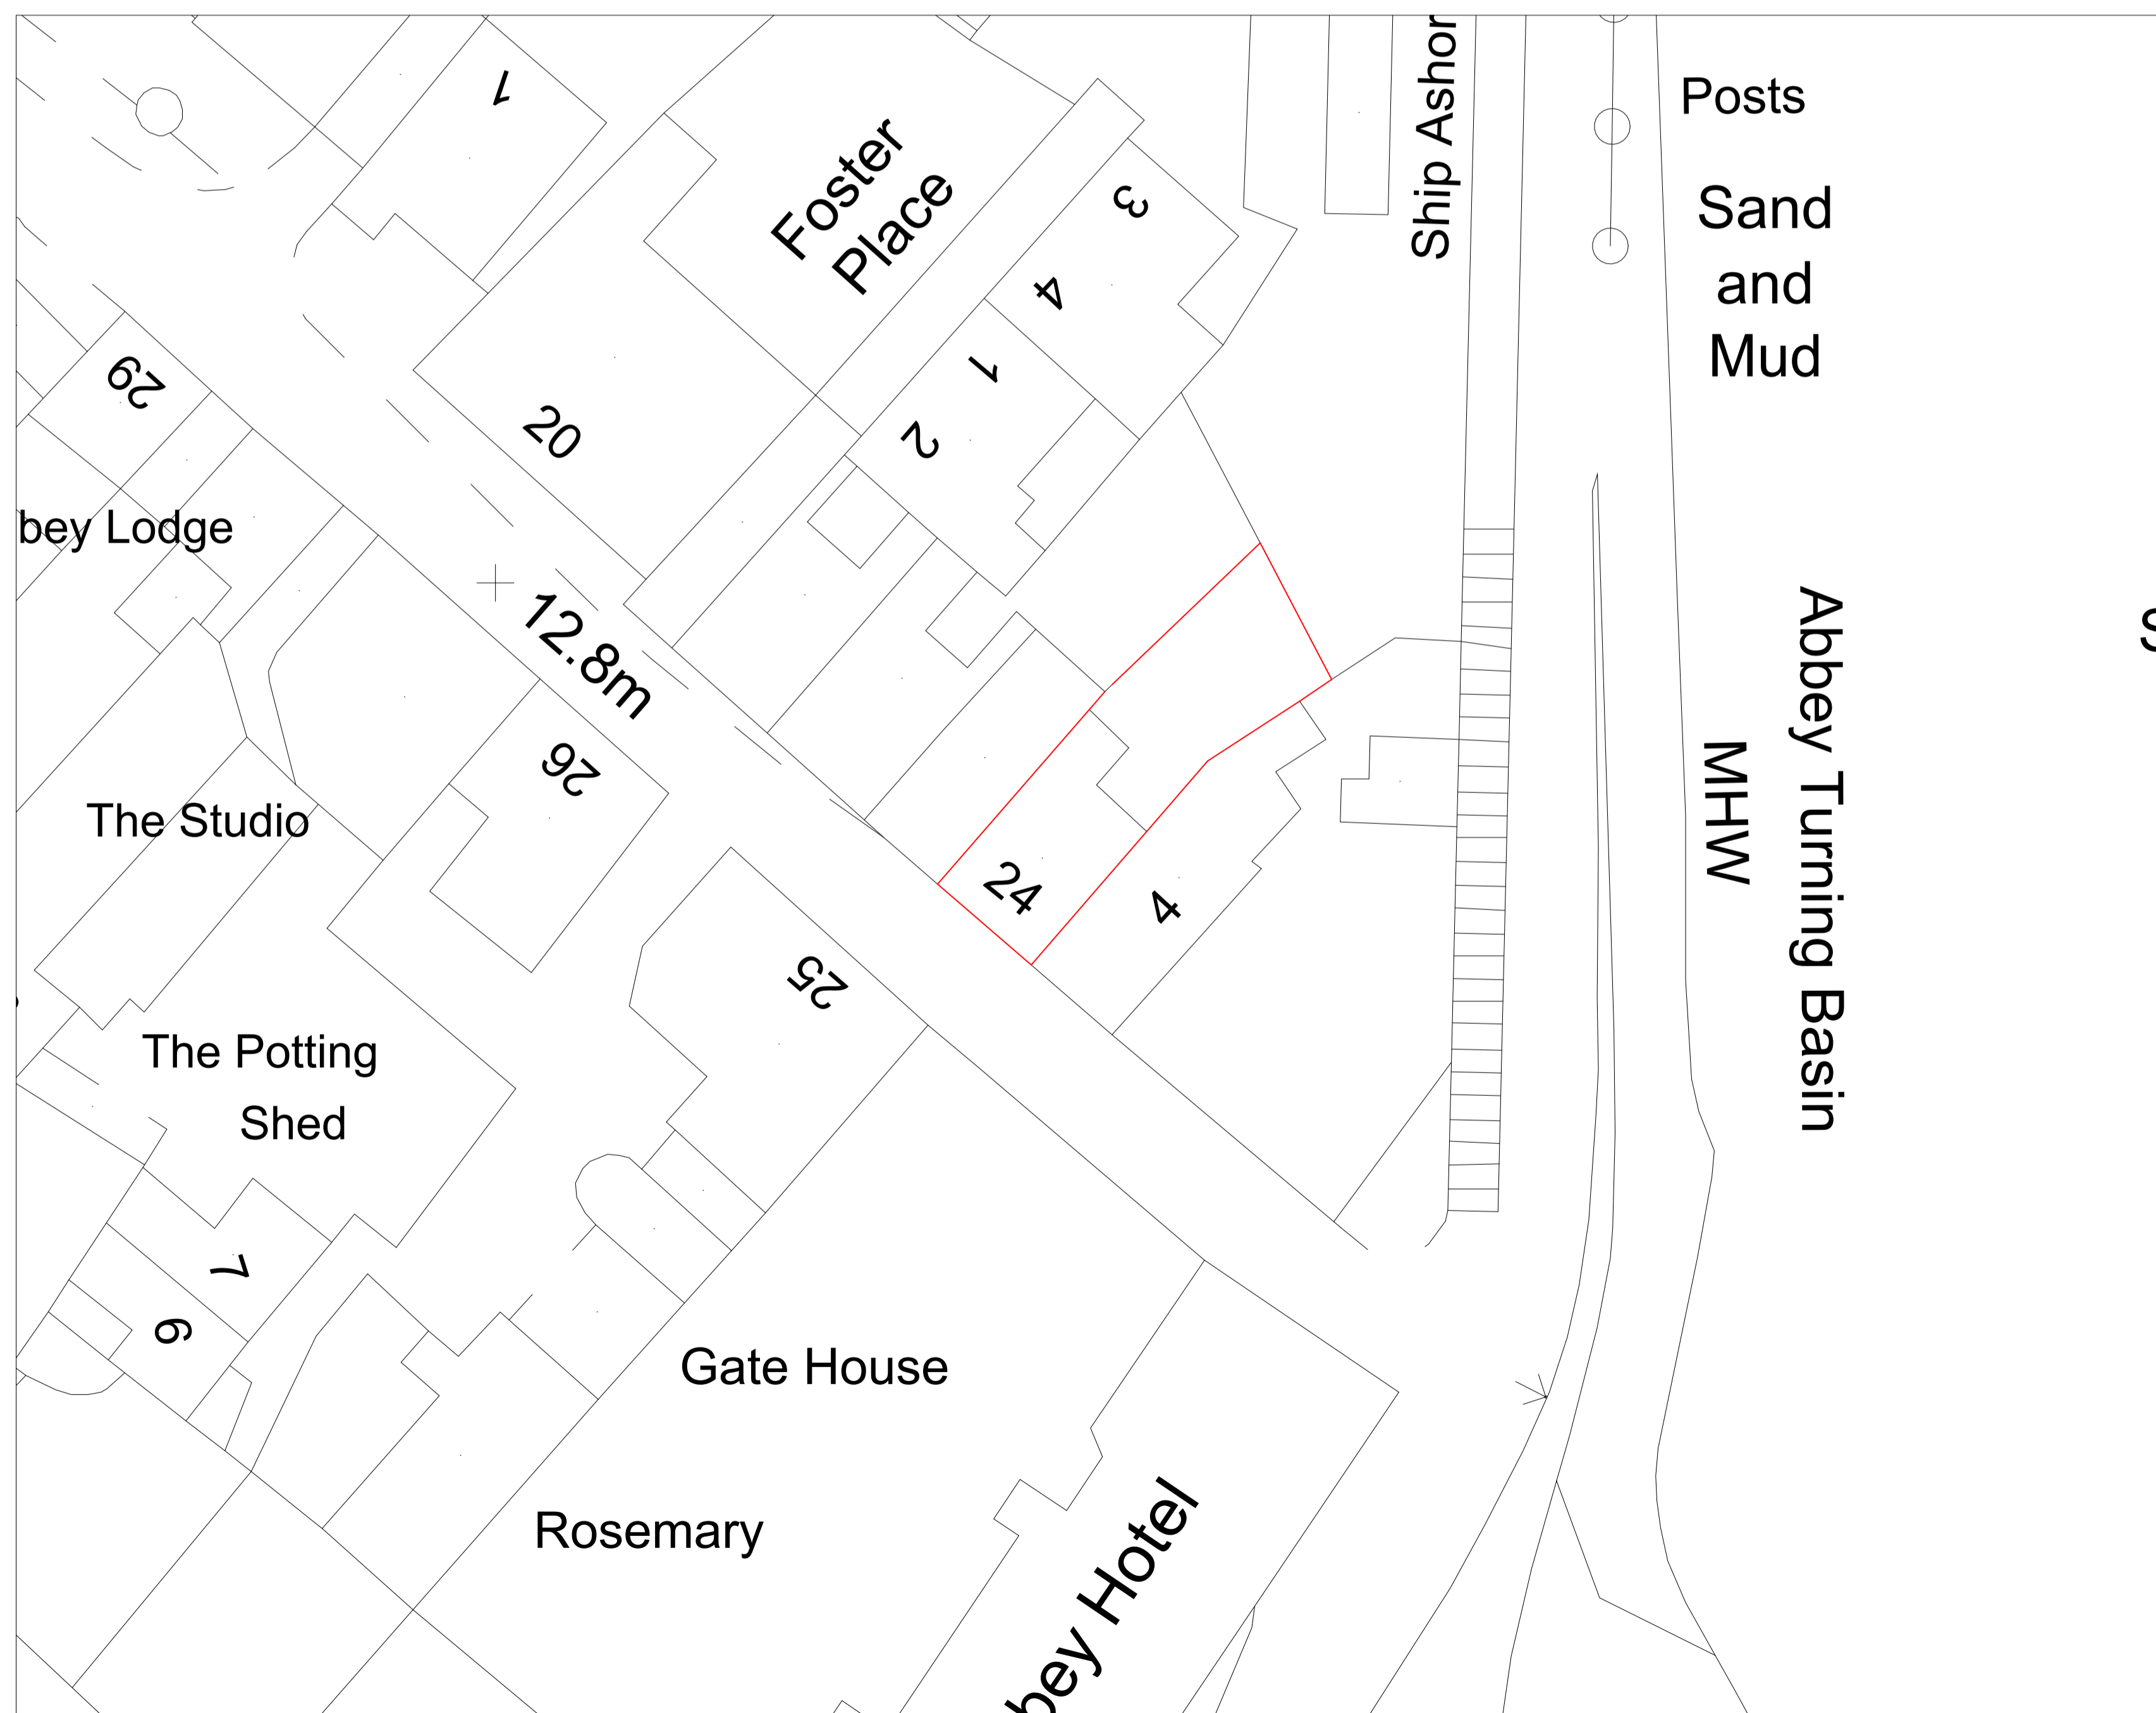 1
Foster
Place
Ship Ashor
Posts
Sand
and
Mud
3
4
1
2
29
20
bey Lodge
12.8m
26
Abbey Turning Basin
MHW
The Studio
24
4
25
The Potting
Shed
7
6
Gate House
Rosemary
bey Hotel